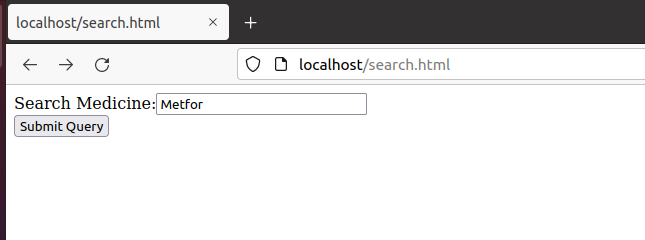 localhost/search.html
localhost/search.html
Search Medicine:Metfor
Submit Query